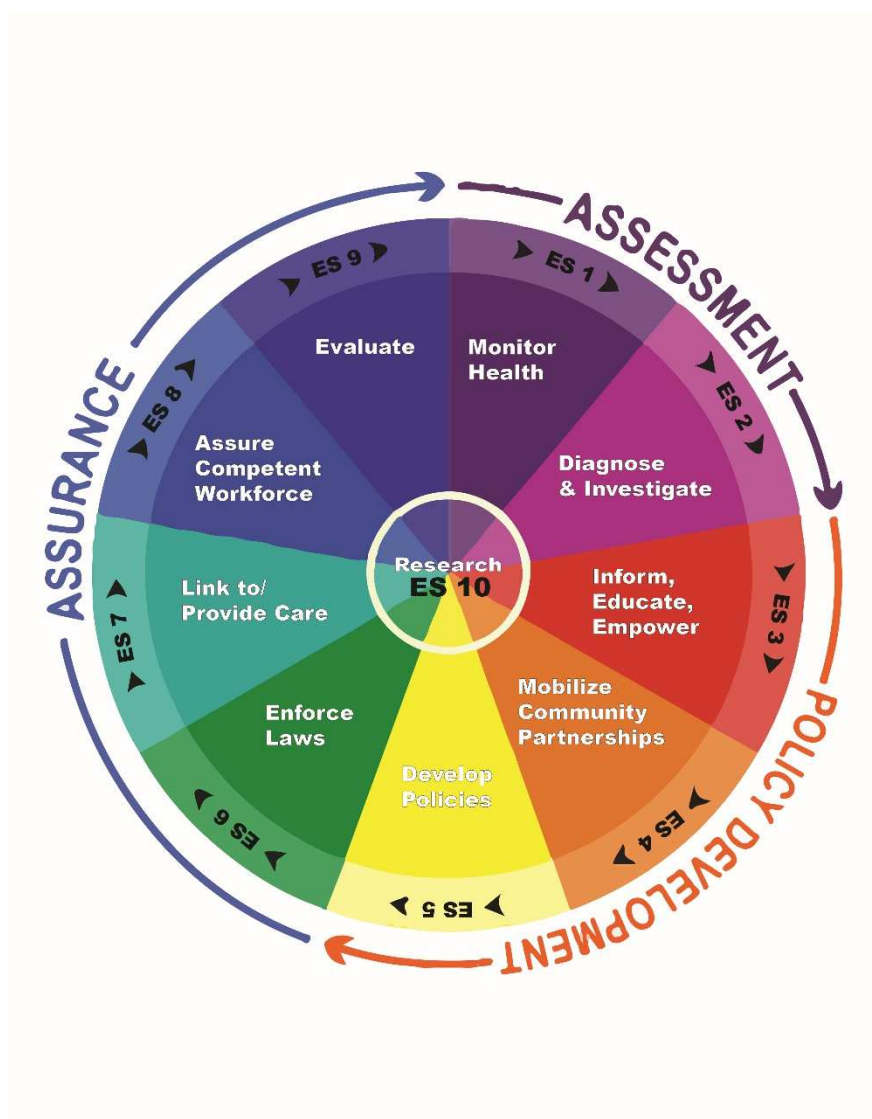 ASSESSMENT
POLICY DEVELOPMENT
ASSURANCE
ES 1
Monitor
Health
ES 2
Diagnose
& Investigate
ES 3
Inform,
Educate,
Empower
ES 4
Mobilize
Community
Partnerships
ES 5
Develop
Policies
ES 6
Enforce
Laws
ES 7
Link to/
Provide Care
ES 8
Assure
Competent
Workforce
ES 9
Evaluate
Research
ES 10